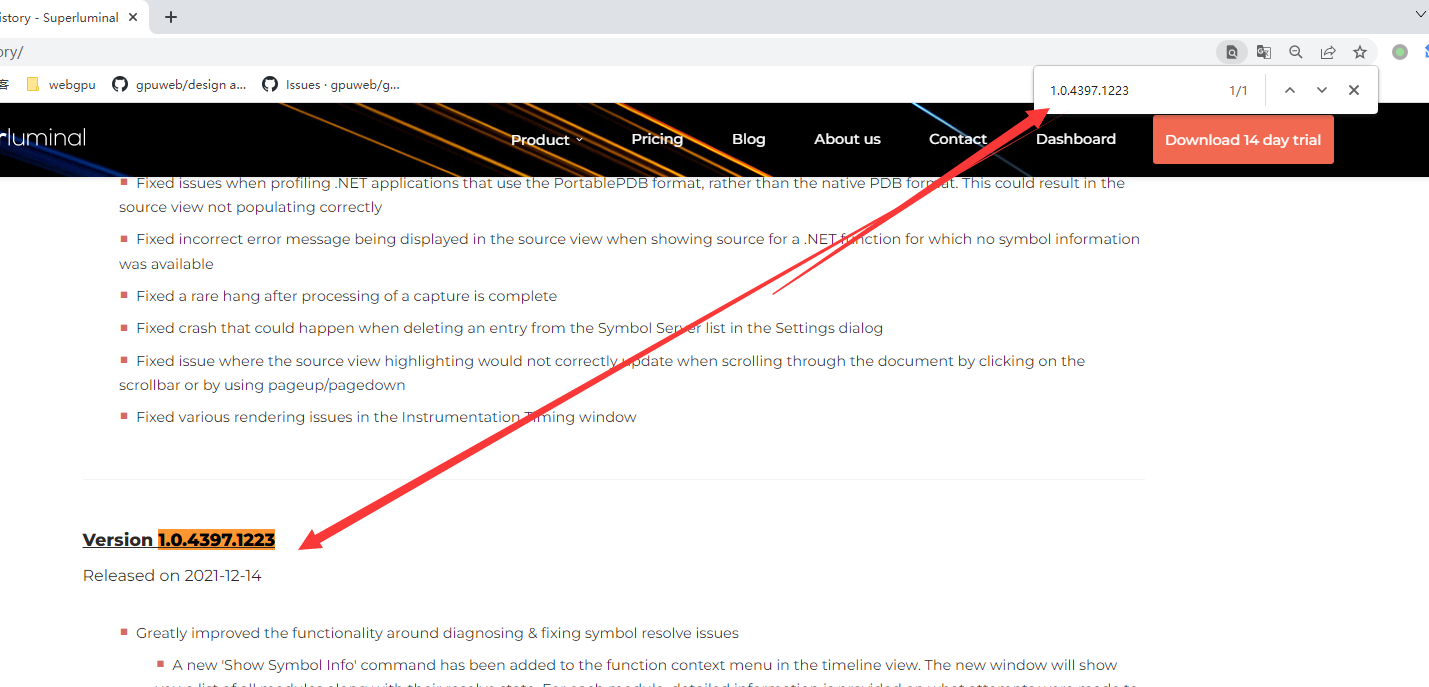 istory - Superluminal
ory/
1.0.4397.1223 1/1
客 webgpu gpuweb/design a... Issues · gpuweb/g...
rluminal Product Pricing Blog About us Contact Dashboard Download 14 day trial
Fixed issues when profiling .NET applications that use the PortablePDB format, rather than the native PDB format. This could result in the
source view not populating correctly
Fixed incorrect error message being displayed in the source view when showing source for a .NET function for which no symbol information
was available
Fixed a rare hang after processing of a capture is complete
Fixed crash that could happen when deleting an entry from the Symbol Server list in the Settings dialog
Fixed issue where the source view highlighting would not correctly update when scrolling through the document by clicking on the
scrollbar or by using pageup/pagedown
Fixed various rendering issues in the Instrumentation Timing window
Version 1.0.4397.1223
Released on 2021-12-14
Greatly improved the functionality around diagnosing & fixing symbol resolve issues
A new 'Show Symbol Info' command has been added to the function context menu in the timeline view. The new window will show